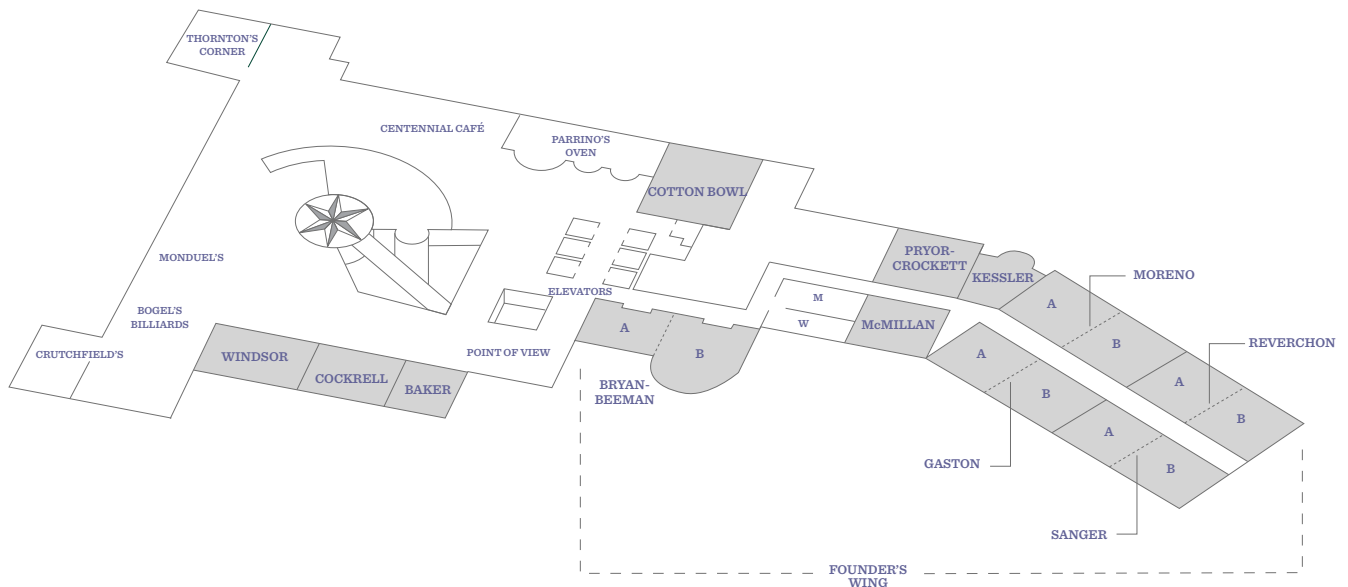 THORNTON'S
CORNER
CENTENNIAL CAFÉ
PARRINO'S
OVEN
COTTON BOWL
MONDUEL'S
BOGEL'S
BILLIARDS
CRUTCHFIELD'S
WINDSOR
COCKRELL
BAKER
POINT OF VIEW
ELEVATORS
A
B
BRYAN-
BEEMAN
M
W
McMILLAN
PRYOR-
CROCKETT
KESSLER
A
B
MORENO
A
B
REVERCHON
A
B
GASTON
A
B
SANGER
FOUNDER'S
WING